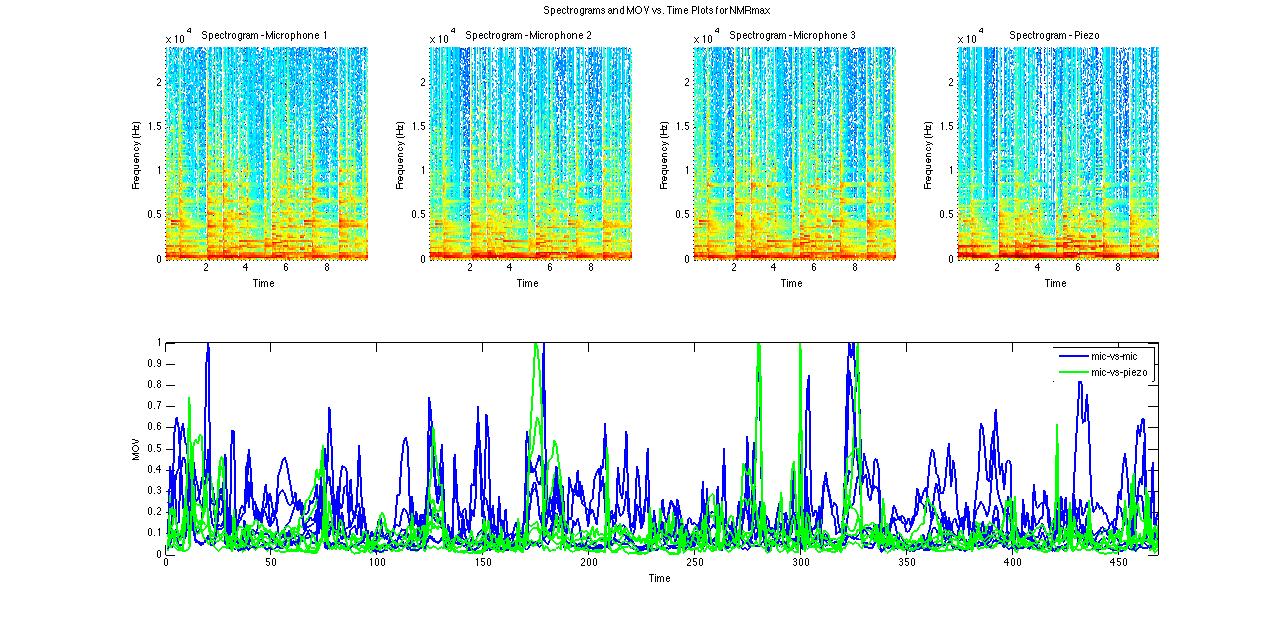 Spectrograms and MOV vs. Time Plots for NMRmax
x 10 4 Spectrogram - Microphone 1
x 10 4 Spectrogram - Microphone 2
x 10 4 Spectrogram - Microphone 3
x 10 4 Spectrogram - Piezo
Frequency (Hz)
2
1.5
1
0.5
0
2 4 6 8
Time
Frequency (Hz)
2
1.5
1
0.5
0
2 4 6 8
Time
Frequency (Hz)
2
1.5
1
0.5
0
2 4 6 8
Time
Frequency (Hz)
2
1.5
1
0.5
0
2 4 6 8
Time
MOV
1
0.9
0.8
0.7
0.6
0.5
0.4
0.3
0.2
0.1
0
mic-vs-mic
mic-vs-piezo
0 50 100 150 200 250 300 350 400 450
Time